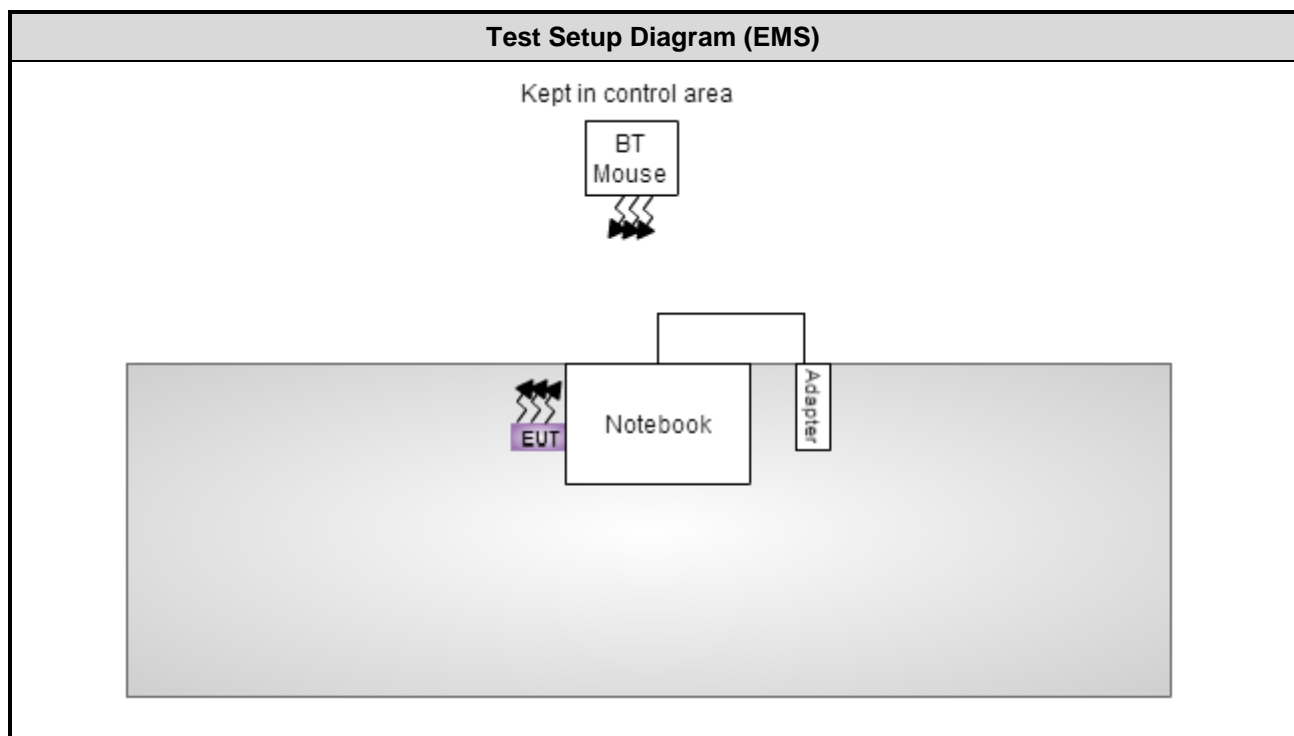 Test Setup Diagram (EMS)
Kept in control area
BT
Mouse
Adapter
EUT
Notebook